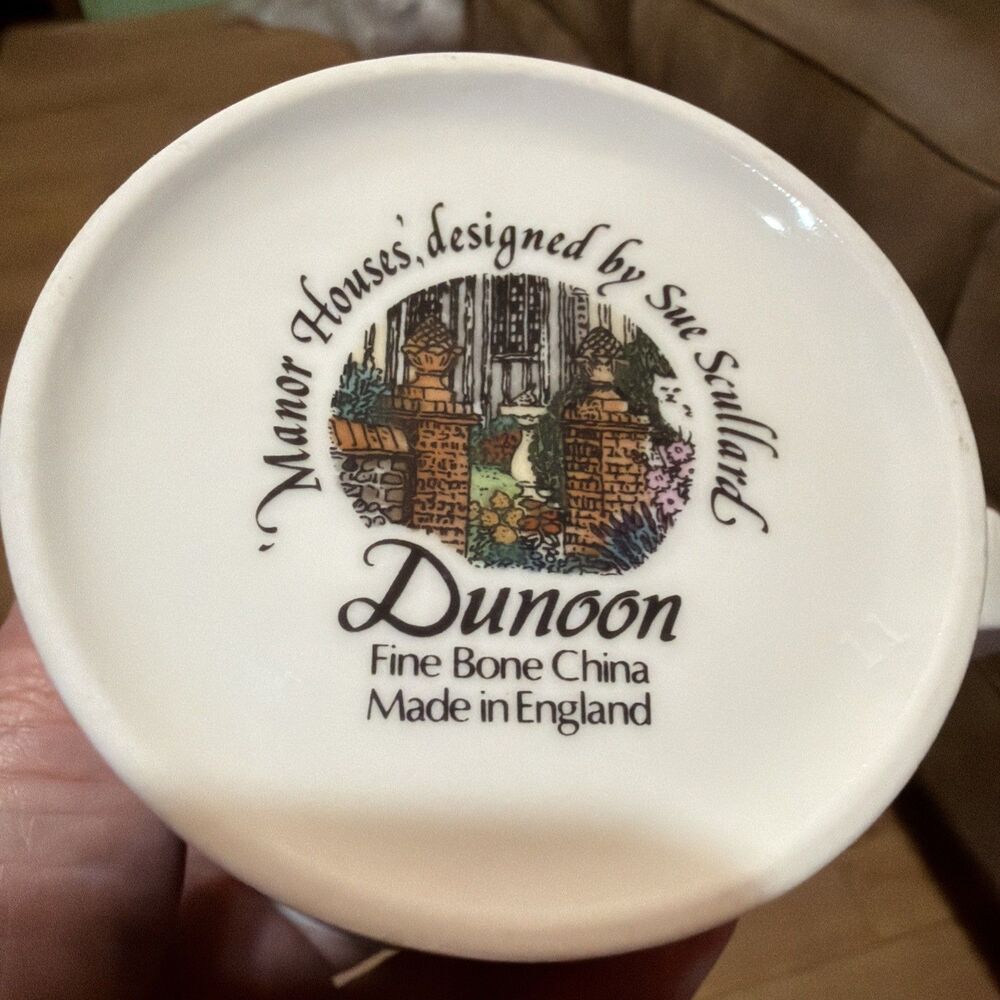 'Manor Houses', designed by Sue Scullard
Dunoon
Fine Bone China
Made in England